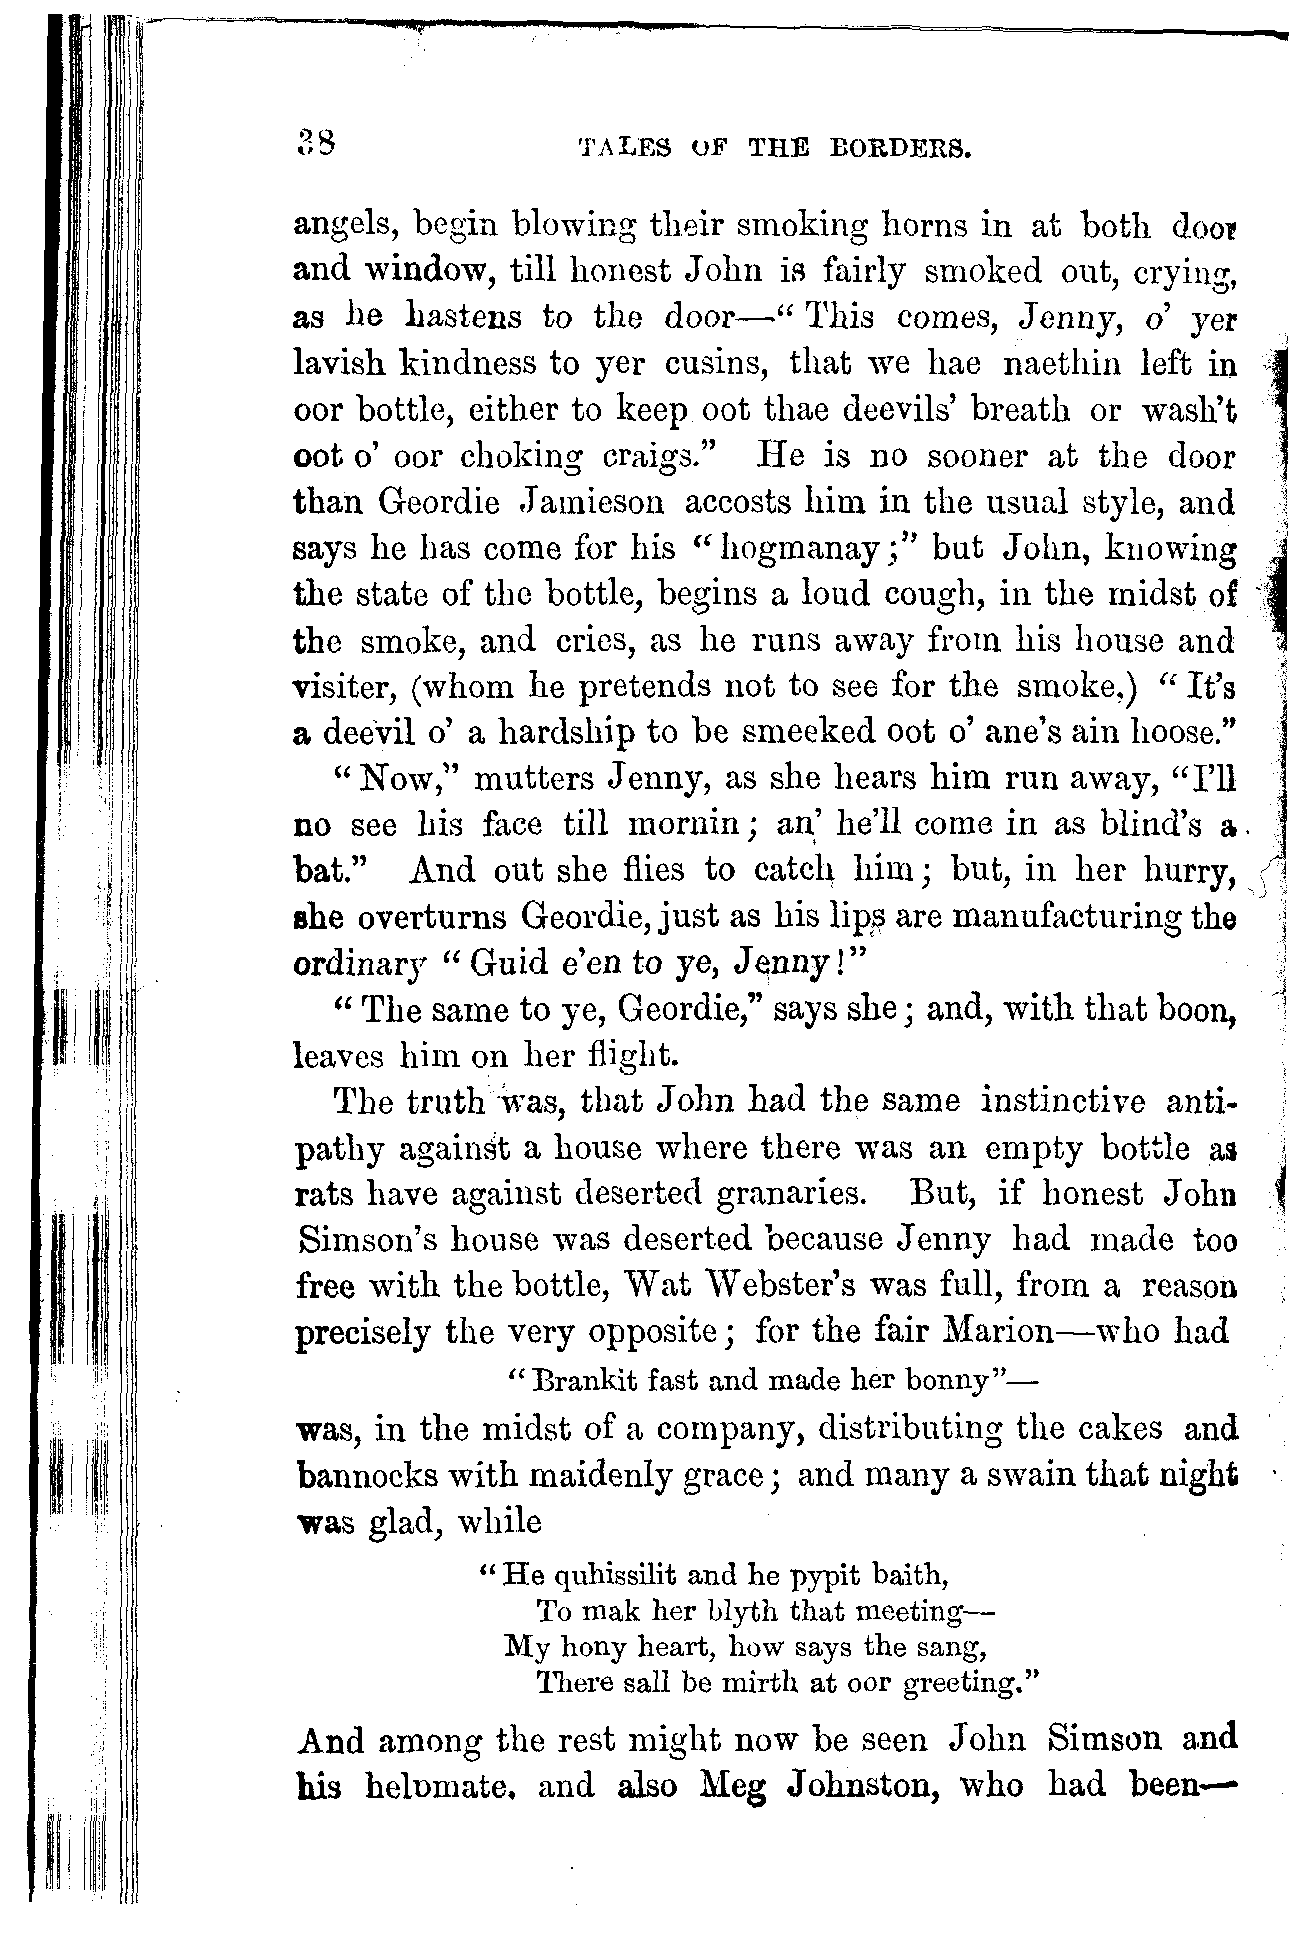 38 TALES OF THE BORDERS.
angels, begin blowing their smoking horns in at both door
and window, till honest John is fairly smoked out, crying,
as he hastens to the door—“This comes, Jenny, o’ yer
lavish kindness to yer cusins, that we hae naethin left in
oor bottle, either to keep oot thae deevils’ breath or wash’t
oot o’ oor choking craigs.” He is no sooner at the door
than Geordie Jamieson accosts him in the usual style, and
says he has come for his “hogmanay;” but John, knowing
the state of the bottle, begins a loud cough, in the midst of
the smoke, and cries, as he runs away from his house and
visiter, (whom he pretends not to see for the smoke,) “It’s
a deevil o’ a hardship to be smeeked oot o’ ane’s ain hoose.”
“Now,” mutters Jenny, as she hears him run away, “I’ll
no see his face till mornin; an’ he’ll come in as blind’s a
bat.” And out she flies to catch him; but, in her hurry,
she overturns Geordie, just as his lips are manufacturing the
ordinary “Guid e’en to ye, Jenny!”
“The same to ye, Geordie,” says she; and, with that boon,
leaves him on her flight.
The truth was, that John had the same instinctive anti-
pathy against a house where there was an empty bottle as
rats have against deserted granaries. But, if honest John
Simson’s house was deserted because Jenny had made too
free with the bottle, Wat Webster’s was full, from a reason
precisely the very opposite; for the fair Marion—who had
“Brankit fast and made her bonny”—
was, in the midst of a company, distributing the cakes and
bannocks with maidenly grace; and many a swain that night
was glad, while
“He quhissilit and he pypit baith,
To mak her blyth that meeting—
My hony heart, how says the sang,
There sall be mirth at oor greeting.”
And among the rest might now be seen John Simson and
his helpmate, and also Meg Johnston, who had been—